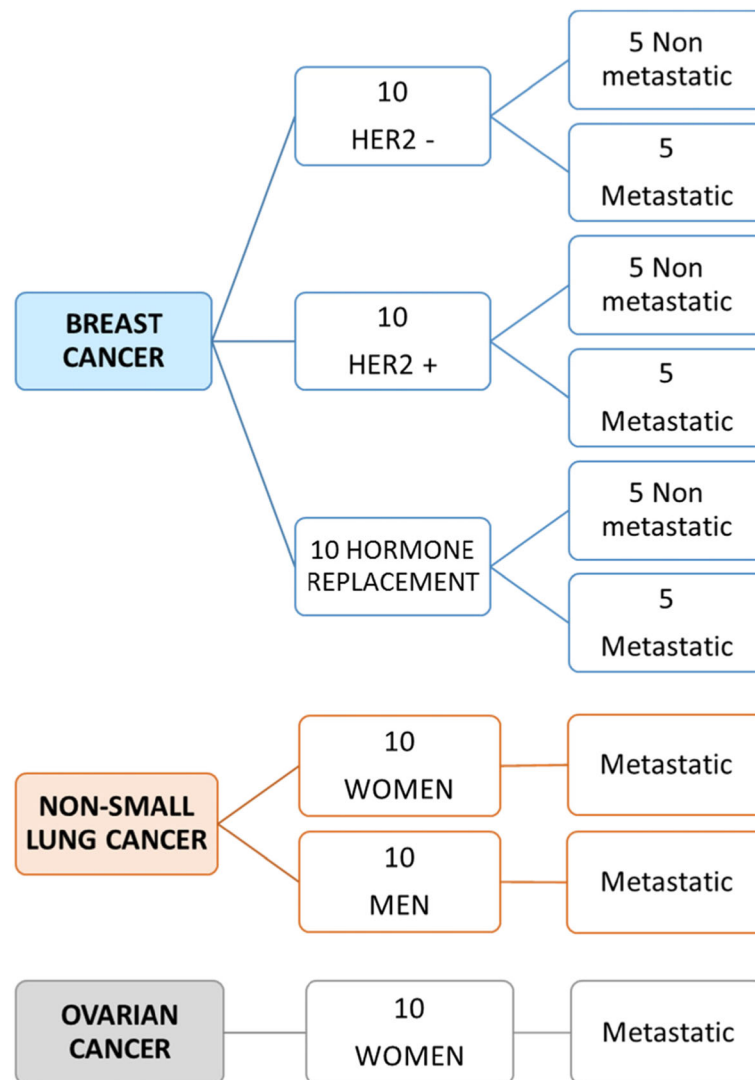 5 Non
metastatic
10
HER2 -
5
Metastatic
5 Non
metastatic
BREAST
CANCER
10
HER2 +
5
Metastatic
5 Non
metastatic
10 HORMONE
REPLACEMENT
5
Metastatic
NON-SMALL
LUNG CANCER
10
WOMEN
Metastatic
10
MEN
Metastatic
OVARIAN
CANCER
10
WOMEN
Metastatic